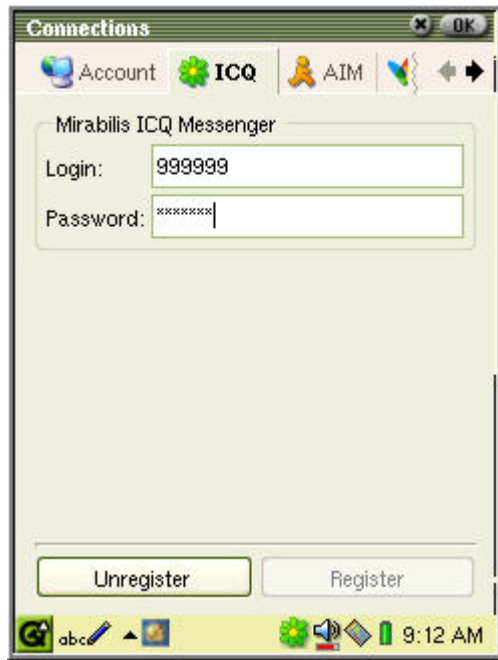 Connections OK
Account ICQ AIM
Mirabilis ICQ Messenger
Login: 999999
Password: *******
Unregister Register
abc 9:12 AM